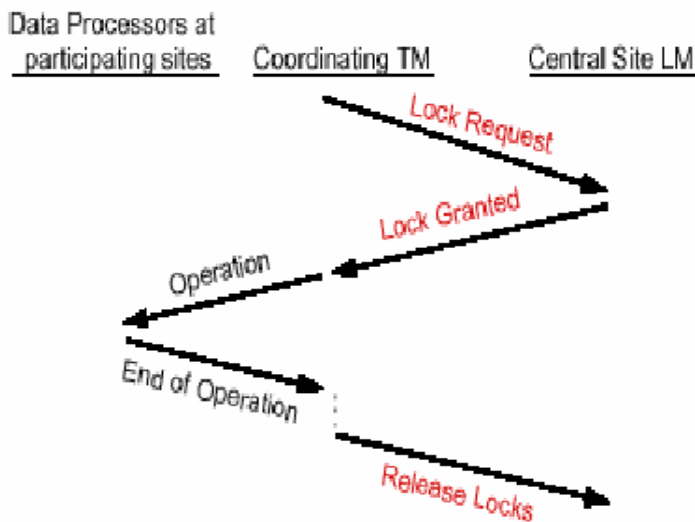 Data Processors at
participating sites
Coordinating TM
Central Site LM
Lock Request
Lock Granted
Operation
End of Operation
Release Locks